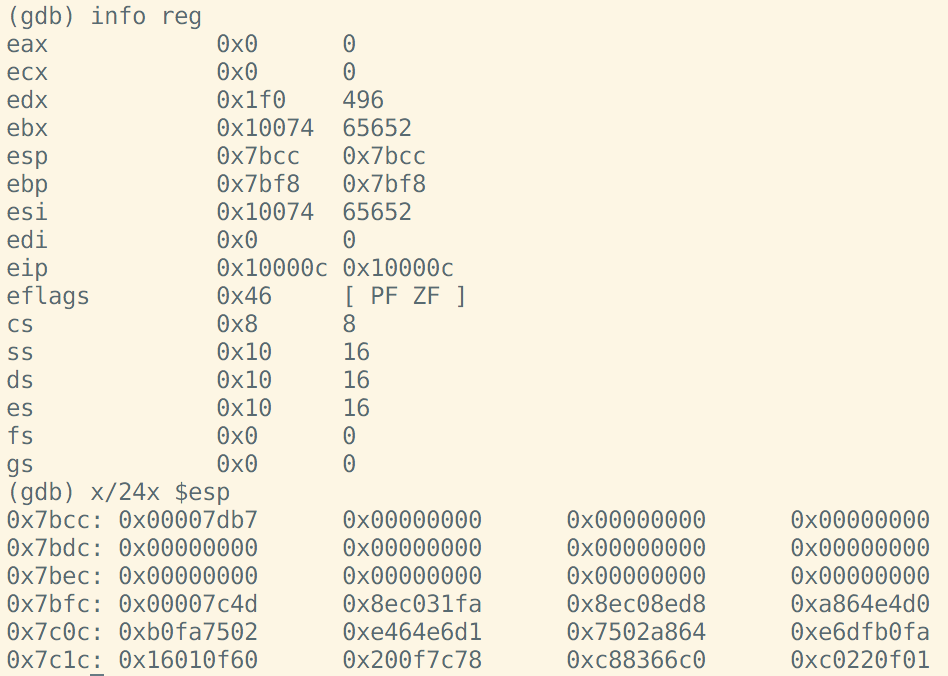 (gdb) info reg
eax 0x0 0
ecx 0x0 0
edx 0x1f0 496
ebx 0x10074 65652
esp 0x7bcc 0x7bcc
ebp 0x7bf8 0x7bf8
esi 0x10074 65652
edi 0x0 0
eip 0x10000c 0x10000c
eflags 0x46 [ PF ZF ]
cs 0x8 8
ss 0x10 16
ds 0x10 16
es 0x10 16
fs 0x0 0
gs 0x0 0
(gdb) x/24x $esp
0x7bcc: 0x00007db7 0x00000000 0x00000000 0x00000000
0x7bdc: 0x00000000 0x00000000 0x00000000 0x00000000
0x7bec: 0x00000000 0x00000000 0x00000000 0x00000000
0x7bfc: 0x00007c4d 0x8ec031fa 0x8ec08ed8 0xa864e4d0
0x7c0c: 0xb0fa7502 0xe464e6d1 0x7502a864 0xe6dfb0fa
0x7c1c: 0x16010f60 0x200f7c78 0xc88366c0 0xc0220f01